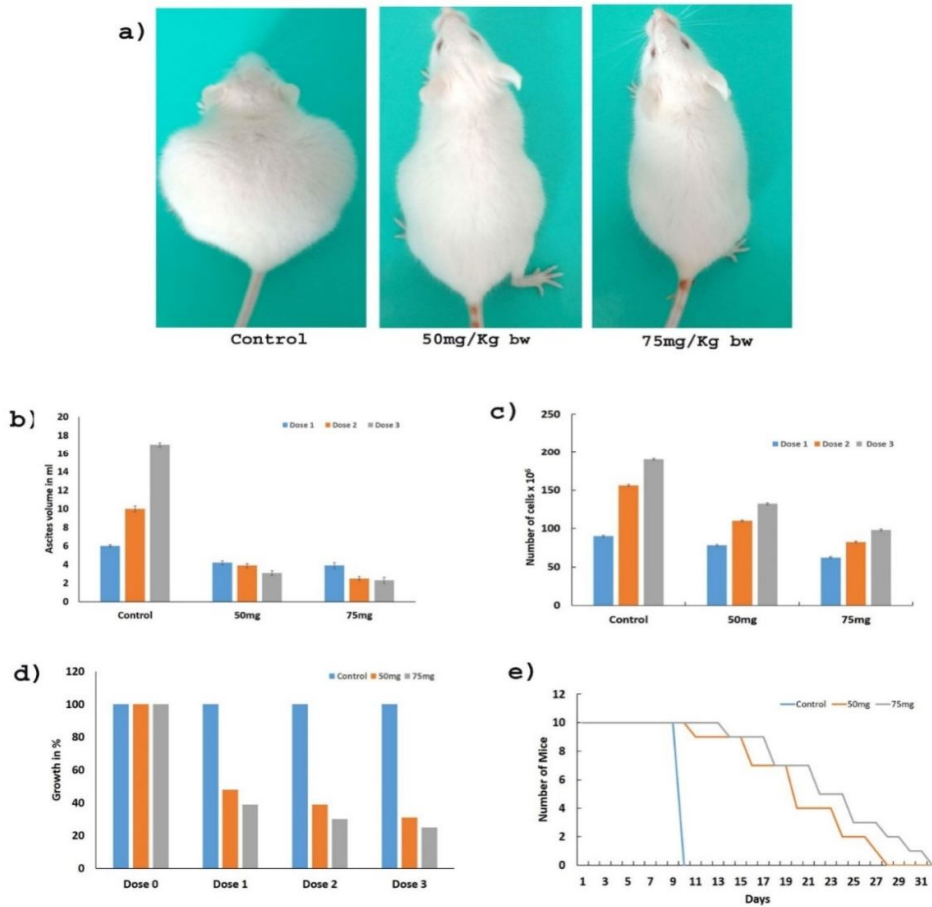 a)
Control 50mg/Kg bw 75mg/Kg bw
b)
Ascites volume in ml
20
18
16
14
12
10
8
6
4
2
0
Dose 1 Dose 2 Dose 3
Control 50mg 75mg
c)
Number of cells x 10⁶
250
200
150
100
50
0
Dose 1 Dose 2 Dose 3
Control 50mg 75mg
d)
Growth in %
120
100
80
60
40
20
0
Control 50mg 75mg
Dose 0 Dose 1 Dose 2 Dose 3
e)
Number of Mice
12
10
8
6
4
2
0
Control 50mg 75mg
1 3 5 7 9 11 13 15 17 19 21 23 25 27 29 31
Days